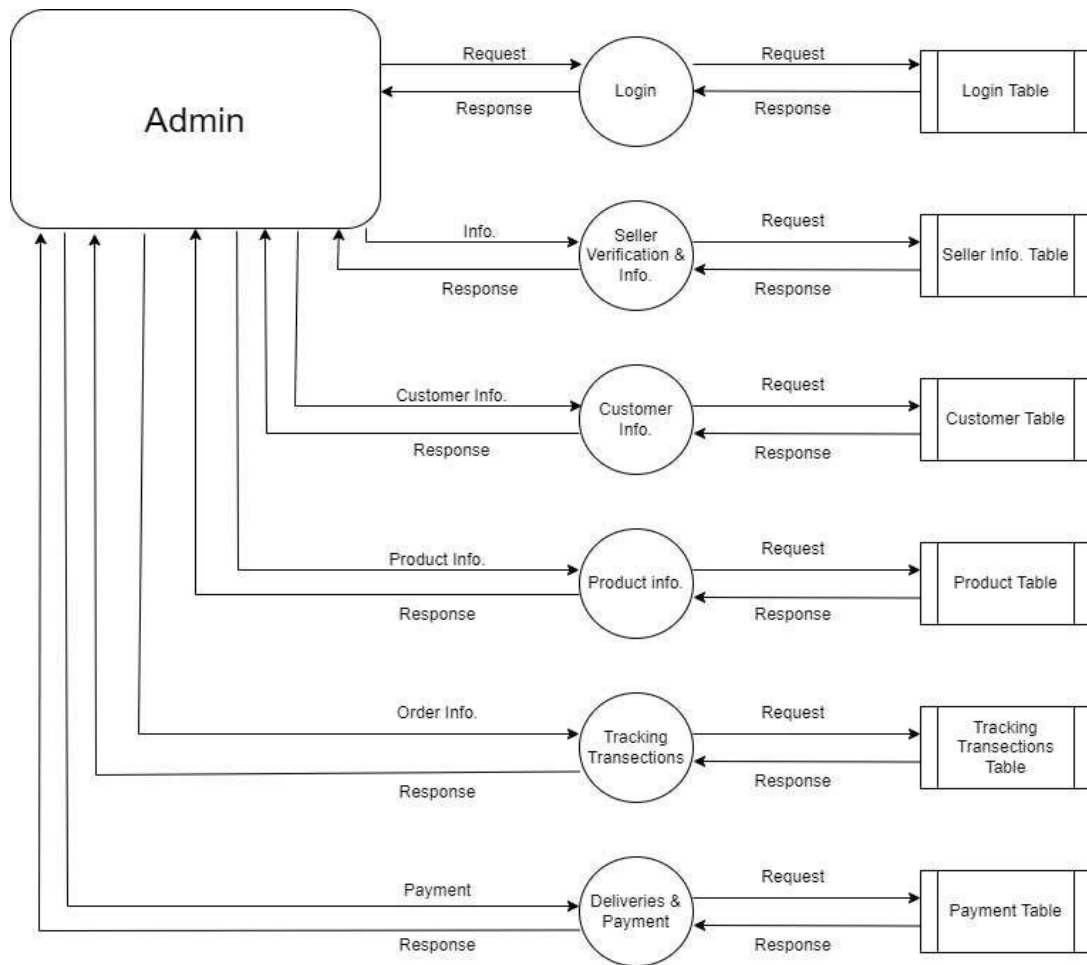 Admin
Request
Response
Login
Request
Response
Login Table
Info.
Response
Seller
Verification &
Info.
Request
Response
Seller Info. Table
Customer Info.
Response
Customer
Info.
Request
Response
Customer Table
Product Info.
Response
Product info.
Request
Response
Product Table
Order Info.
Response
Tracking
Transections
Request
Response
Tracking
Transections
Table
Payment
Response
Deliveries &
Payment
Request
Response
Payment Table